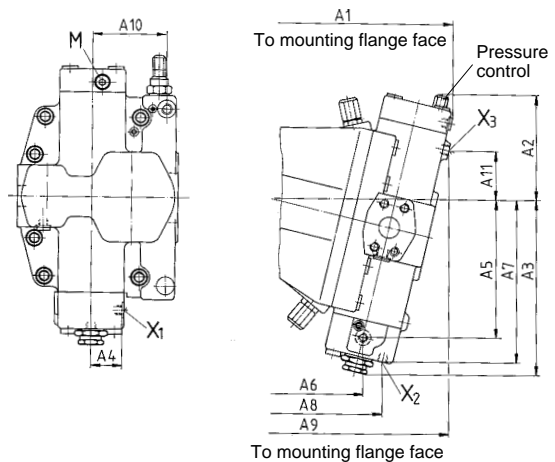 A10
M
X1
A4
A1
To mounting flange face
Pressure
control
X3
A2
A11
A5
A7
A3
A6
A8
X2
A9
To mounting flange face